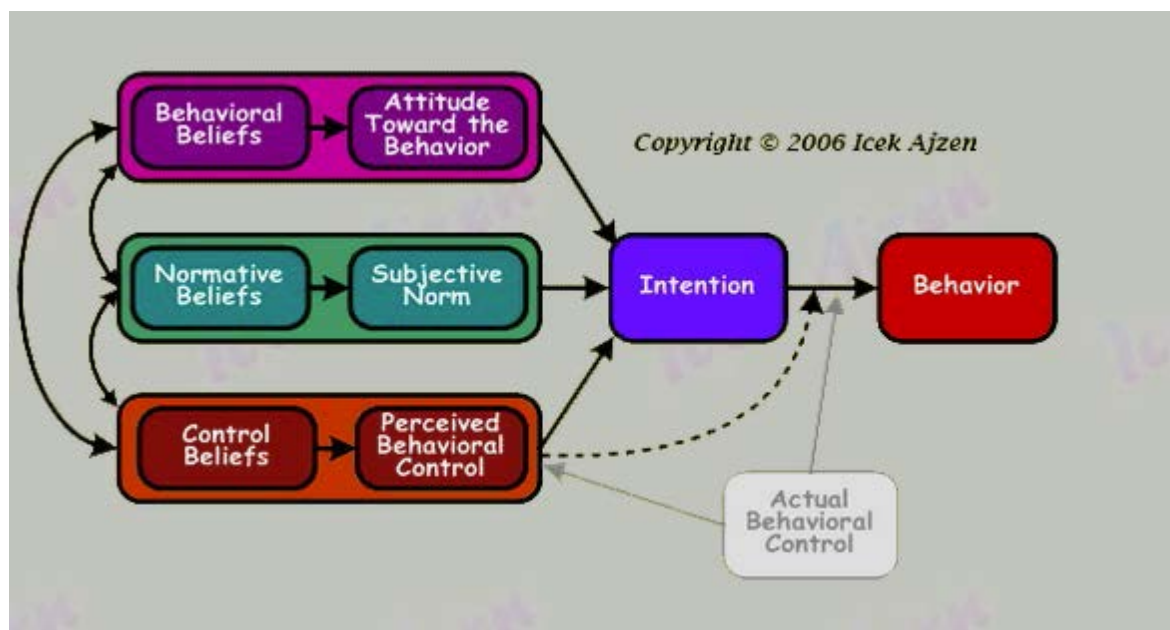 Behavioral
Beliefs
Attitude
Toward the
Behavior
Copyright © 2006 Icek Ajzen
Normative
Beliefs
Subjective
Norm
Intention
Behavior
Control
Beliefs
Perceived
Behavioral
Control
Actual
Behavioral
Control